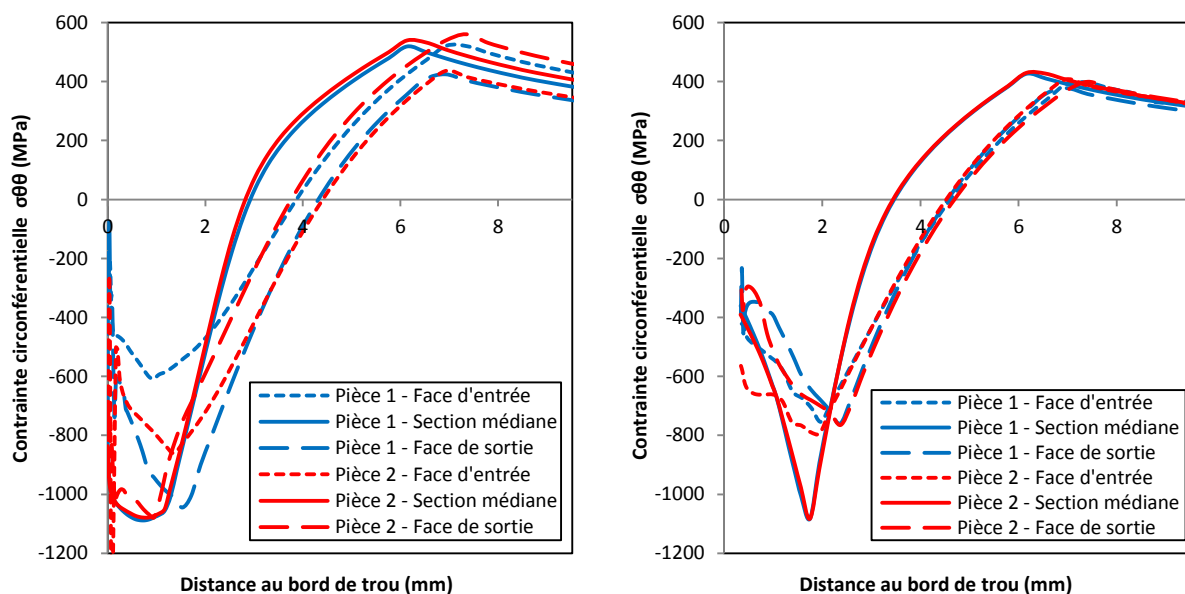 Contrainte circonférentielle σθθ (MPa)
600
400
200
0
-200
-400
-600
-800
-1000
-1200
0
2
4
6
8
Pièce 1 - Face d'entrée
Pièce 1 - Section médiane
Pièce 1 - Face de sortie
Pièce 2 - Face d'entrée
Pièce 2 - Section médiane
Pièce 2 - Face de sortie
Distance au bord de trou (mm)
Contrainte circonférentielle σθθ (MPa)
600
400
200
0
-200
-400
-600
-800
-1000
-1200
0
2
4
6
8
Pièce 1 - Face d'entrée
Pièce 1 - Section médiane
Pièce 1 - Face de sortie
Pièce 2 - Face d'entrée
Pièce 2 - Section médiane
Pièce 2 - Face de sortie
Distance au bord de trou (mm)